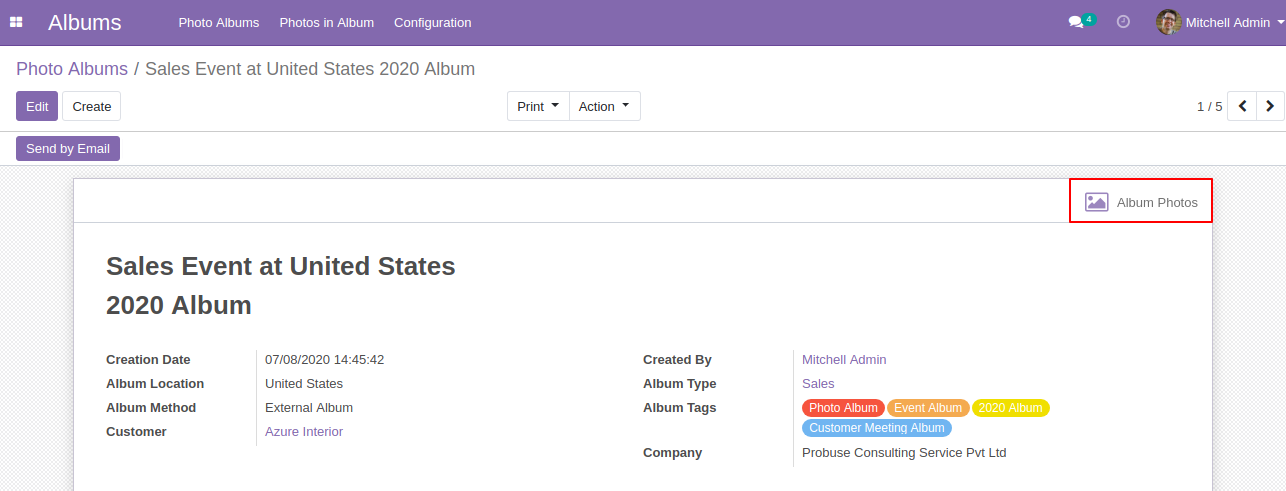 Albums Photo Albums Photos in Album Configuration 4 Mitchell Admin
Photo Albums / Sales Event at United States 2020 Album
Edit Create Print Action 1 / 5
Send by Email
Album Photos
Sales Event at United States
2020 Album
Creation Date 07/08/2020 14:45:42 Created By Mitchell Admin
Album Location United States Album Type Sales
Album Method External Album Album Tags Photo Album Event Album 2020 Album
Customer Azure Interior Customer Meeting Album
Company Probuse Consulting Service Pvt Ltd